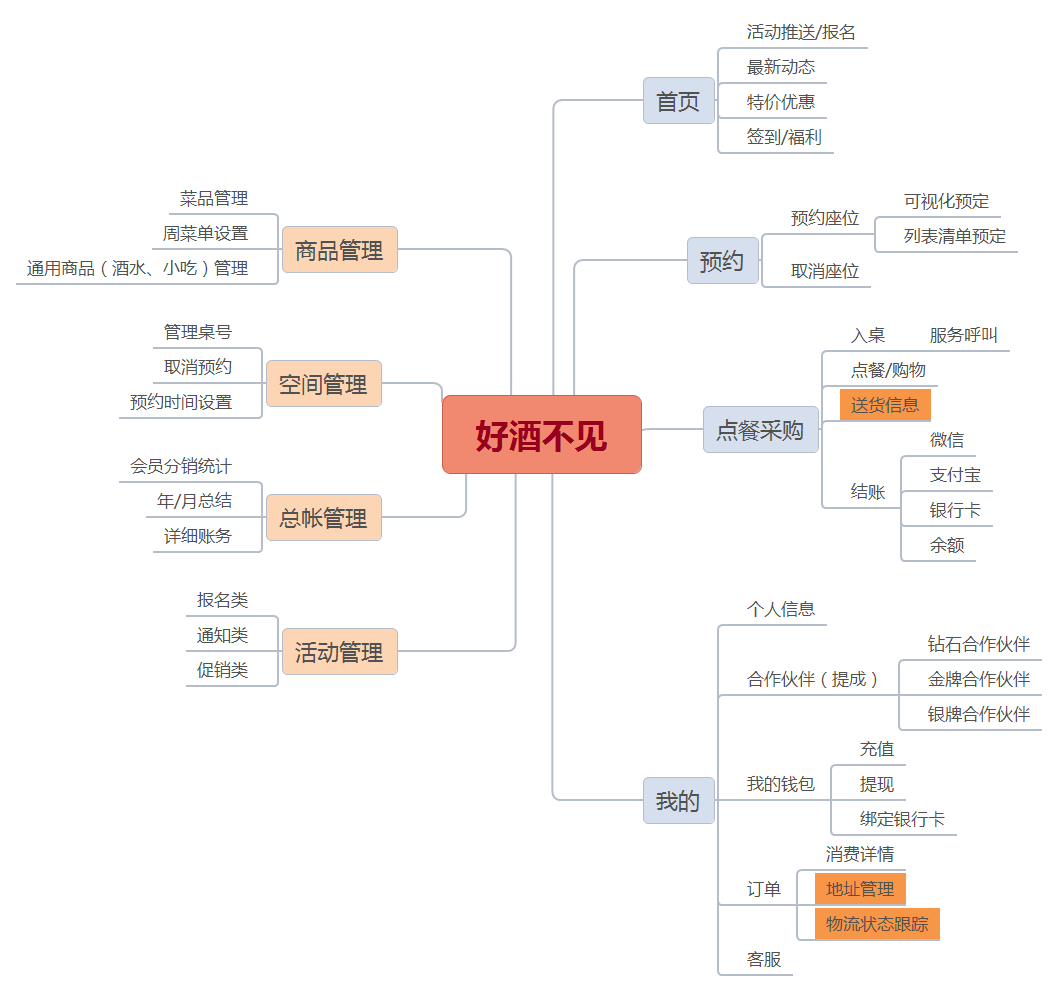 好酒不见
首页
活动推送/报名
最新动态
特价优惠
签到/福利
预约
预约座位
可视化预定
列表清单预定
取消座位
点餐采购
入桌
服务呼叫
点餐/购物
送货信息
结账
微信
支付宝
银行卡
余额
我的
个人信息
合作伙伴（提成）
钻石合作伙伴
金牌合作伙伴
银牌合作伙伴
我的钱包
充值
提现
绑定银行卡
订单
消费详情
地址管理
物流状态跟踪
客服
商品管理
菜品管理
周菜单设置
通用商品（酒水、小吃）管理
空间管理
管理桌号
取消预约
预约时间设置
总帐管理
会员分销统计
年/月总结
详细账务
活动管理
报名类
通知类
促销类